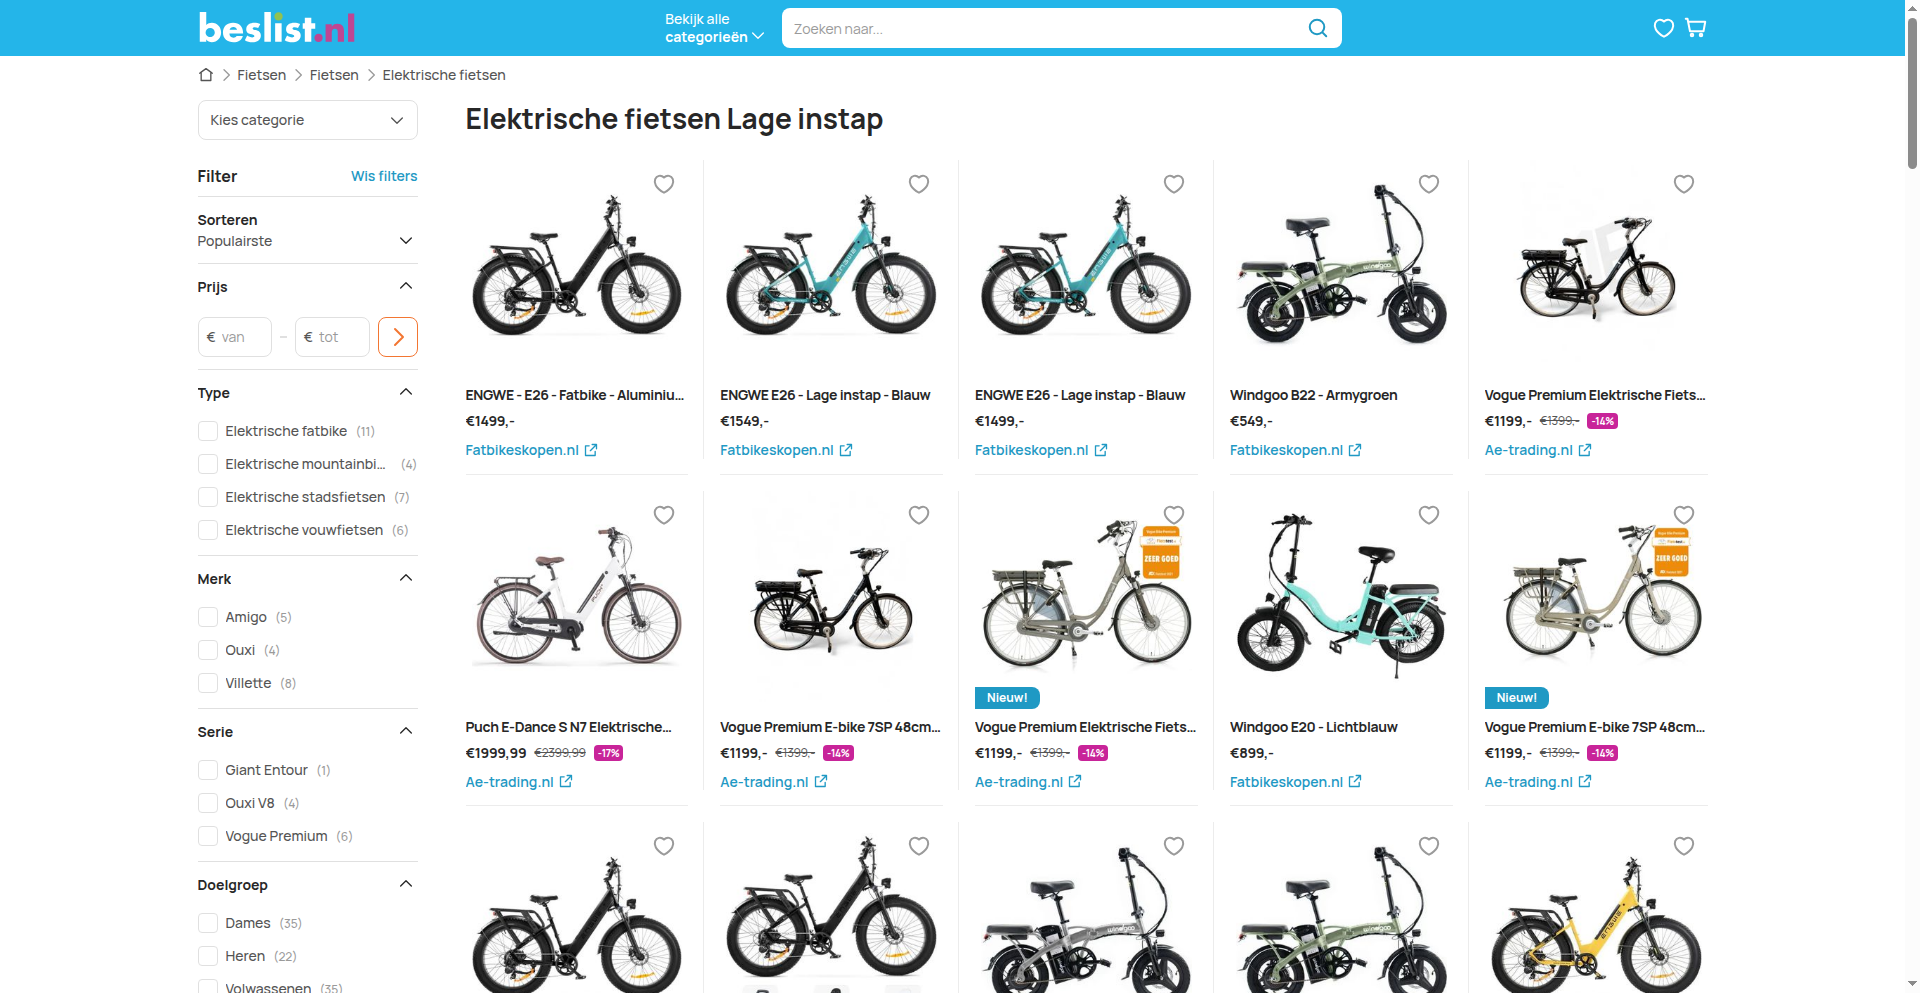 beslist.nl
Bekijk alle
categorieën
Zoeken naar...
Fietsen
Fietsen
Elektrische fietsen
Kies categorie
Elektrische fietsen Lage instap
Filter
Wis filters
Sorteren
Populairste
Prijs
€ van
–
€ tot
Type
Elektrische fatbike (11)
Elektrische mountainbi... (4)
Elektrische stadsfietsen (7)
Elektrische vouwfietsen (6)
Merk
Amigo (5)
Ouxi (4)
Villette (8)
Serie
Giant Entour (1)
Ouxi V8 (4)
Vogue Premium (6)
Doelgroep
Dames (35)
Heren (22)
Volwassenen (35)
ENGWE - E26 - Fatbike - Aluminiu...
€1499,-
Fatbikeskopen.nl
ENGWE E26 - Lage instap - Blauw
€1549,-
Fatbikeskopen.nl
ENGWE E26 - Lage instap - Blauw
€1499,-
Fatbikeskopen.nl
Windgoo B22 - Armygroen
€549,-
Fatbikeskopen.nl
Vogue Premium Elektrische Fiets...
€1199,- €1399,- -14%
Ae-trading.nl
Puch E-Dance S N7 Elektrische...
€1999,99 €2399,99 -17%
Ae-trading.nl
Vogue Premium E-bike 7SP 48cm...
€1199,- €1399,- -14%
Ae-trading.nl
ZEER GOED
Nieuw!
Vogue Premium Elektrische Fiets...
€1199,- €1399,- -14%
Ae-trading.nl
Windgoo E20 - Lichtblauw
€899,-
Fatbikeskopen.nl
ZEER GOED
Nieuw!
Vogue Premium E-bike 7SP 48cm...
€1199,- €1399,- -14%
Ae-trading.nl